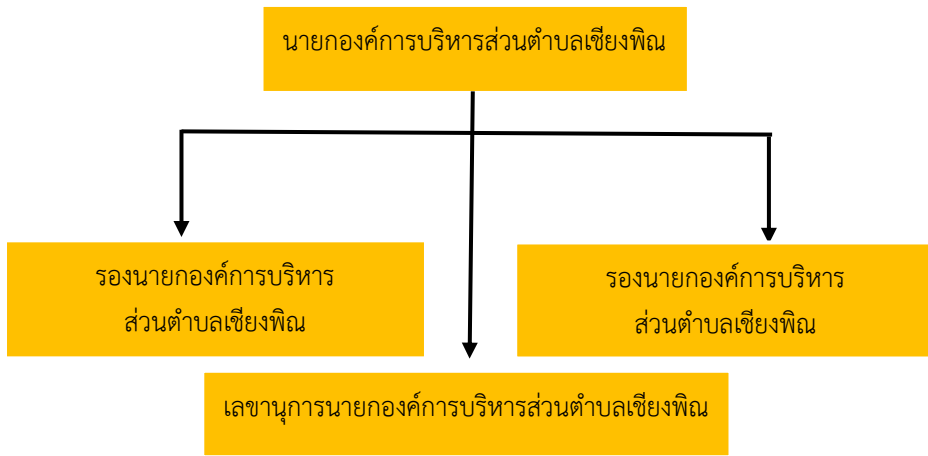 นายกองค์การบริหารส่วนตำบลเชียงพิณ
รองนายกองค์การบริหาร
ส่วนตำบลเชียงพิณ
รองนายกองค์การบริหาร
ส่วนตำบลเชียงพิณ
เลขานุการนายกองค์การบริหารส่วนตำบลเชียงพิณ